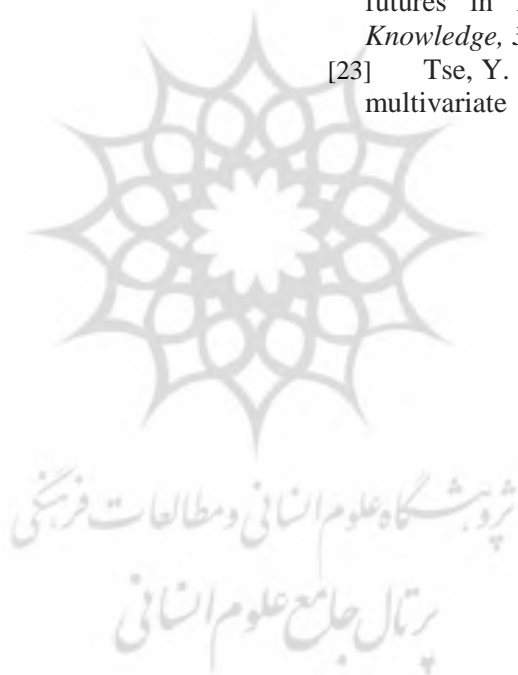 futures in
Knowledge, 3
[23] Tse, Y.
multivariate
پژوهشگاه علوم انسانی و مطالعات فرهنگی
پرتال جامع علوم انسانی